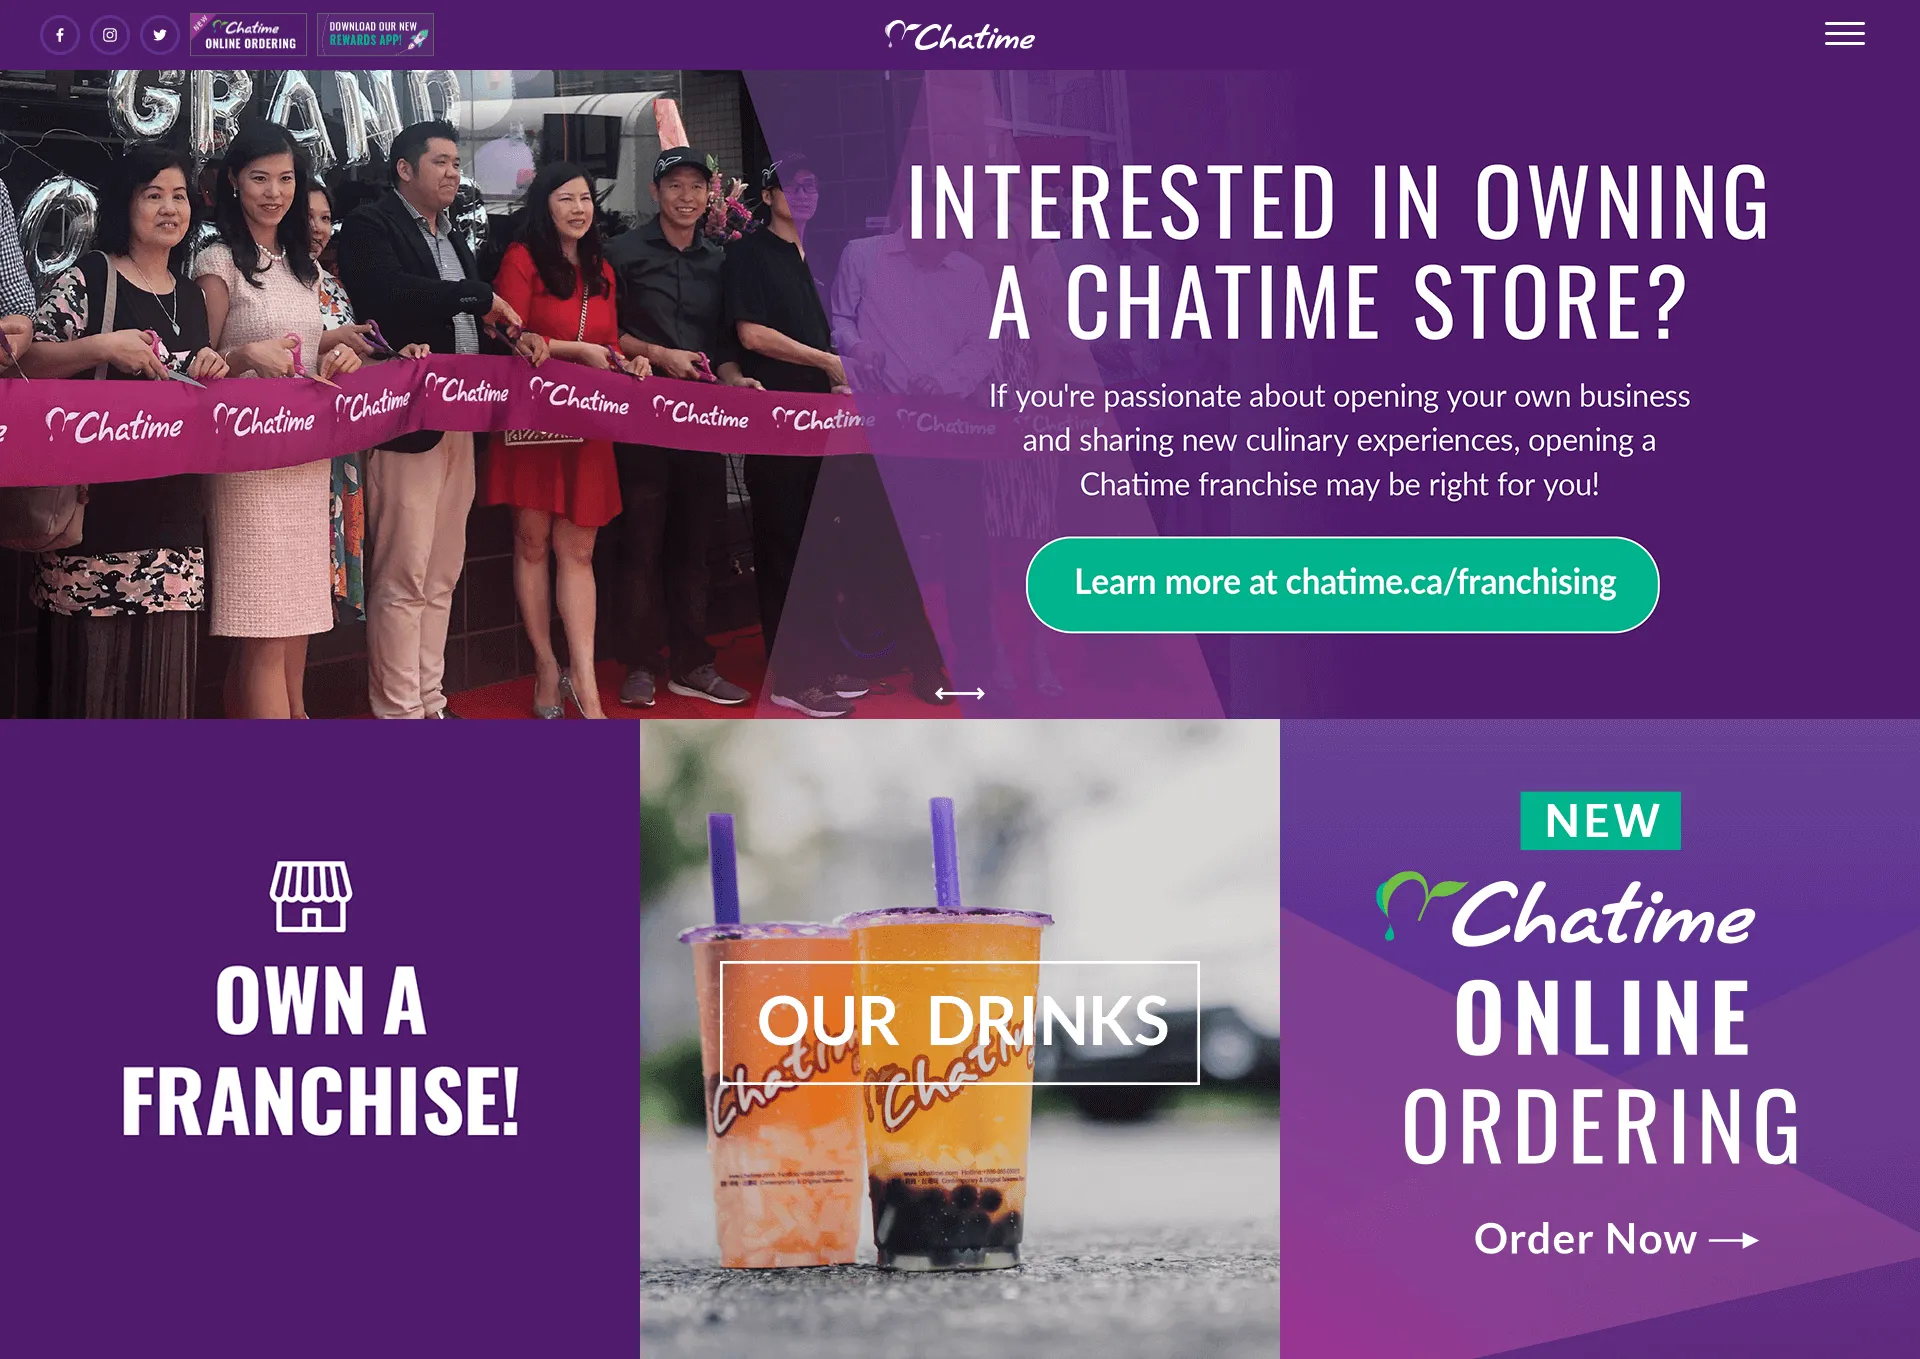 NEW
Chatime
ONLINE ORDERING
DOWNLOAD OUR NEW
REWARDS APP!
Chatime
GRAND
INTERESTED IN OWNING
A CHATIME STORE?
If you're passionate about opening your own business
and sharing new culinary experiences, opening a
Chatime franchise may be right for you!
Learn more at chatime.ca/franchising
Chatime Chatime Chatime Chatime Chatime Chatime Chatime Chatime
OWN A
FRANCHISE!
OUR DRINKS
Chatime
Chatime
NEW
Chatime
ONLINE
ORDERING
Order Now